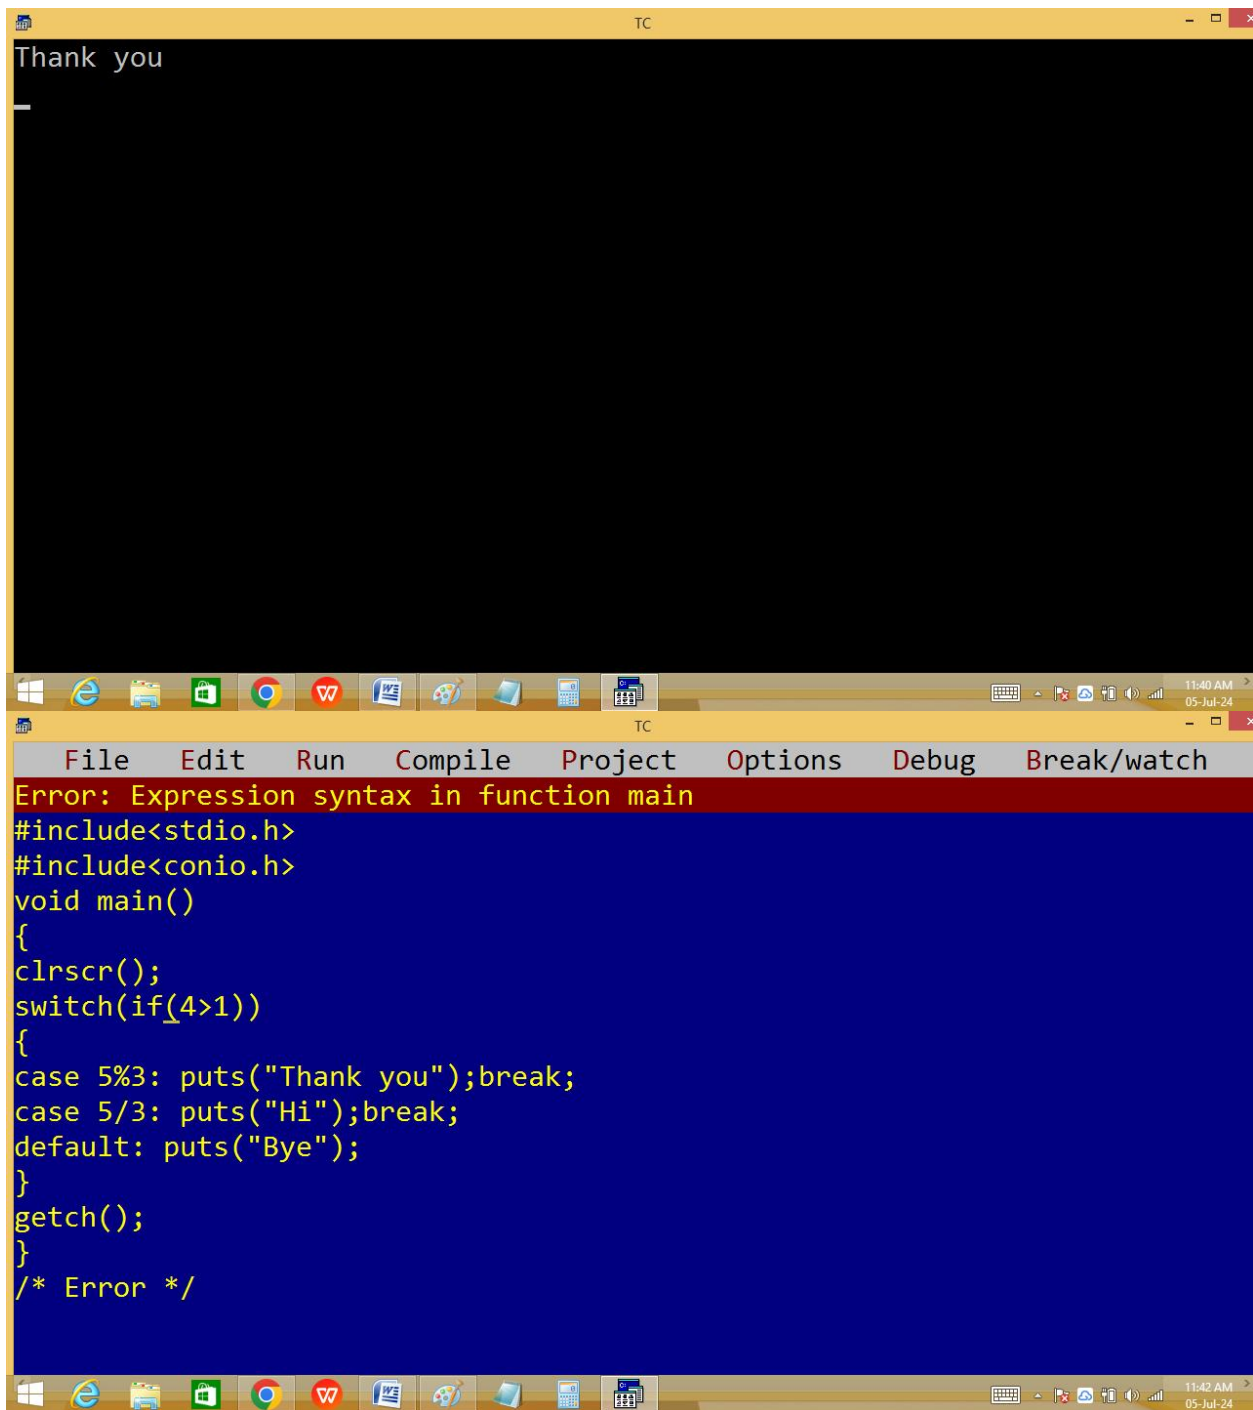 TC
Thank you
11:40 AM
05-Jul-24
TC
File Edit Run Compile Project Options Debug Break/watch
Error: Expression syntax in function main
#include<stdio.h>
#include<conio.h>
void main()
{
clrscr();
switch(if(4>1))
{
case 5%3: puts("Thank you");break;
case 5/3: puts("Hi");break;
default: puts("Bye");
}
getch();
}
/* Error */
11:42 AM
05-Jul-24